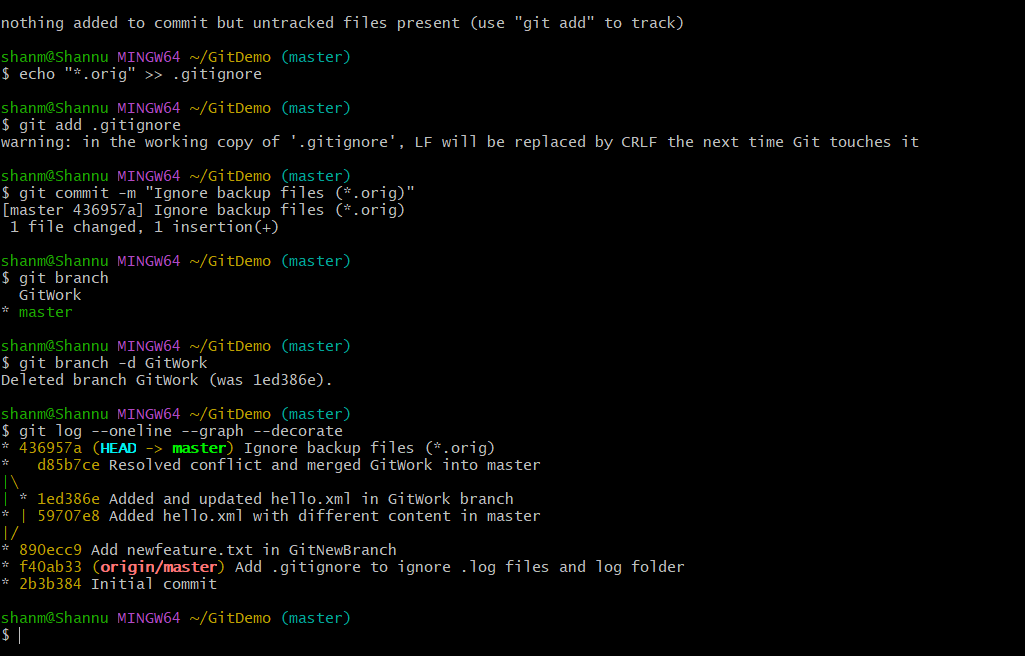 nothing added to commit but untracked files present (use "git add" to track)
shanm@Shannu MINGW64 ~/GitDemo (master)
$ echo "*.orig" >> .gitignore
shanm@Shannu MINGW64 ~/GitDemo (master)
$ git add .gitignore
warning: in the working copy of '.gitignore', LF will be replaced by CRLF the next time Git touches it
shanm@Shannu MINGW64 ~/GitDemo (master)
$ git commit -m "Ignore backup files (*.orig)"
[master 436957a] Ignore backup files (*.orig)
 1 file changed, 1 insertion(+)
shanm@Shannu MINGW64 ~/GitDemo (master)
$ git branch
  GitWork
* master
shanm@Shannu MINGW64 ~/GitDemo (master)
$ git branch -d GitWork
Deleted branch GitWork (was 1ed386e).
shanm@Shannu MINGW64 ~/GitDemo (master)
$ git log --oneline --graph --decorate
* 436957a (HEAD -> master) Ignore backup files (*.orig)
*   d85b7ce Resolved conflict and merged GitWork into master
|\
| * 1ed386e Added and updated hello.xml in GitWork branch
* | 59707e8 Added hello.xml with different content in master
|/
* 890ecc9 Add newfeature.txt in GitNewBranch
* f40ab33 (origin/master) Add .gitignore to ignore .log files and log folder
* 2b3b384 Initial commit
shanm@Shannu MINGW64 ~/GitDemo (master)
$